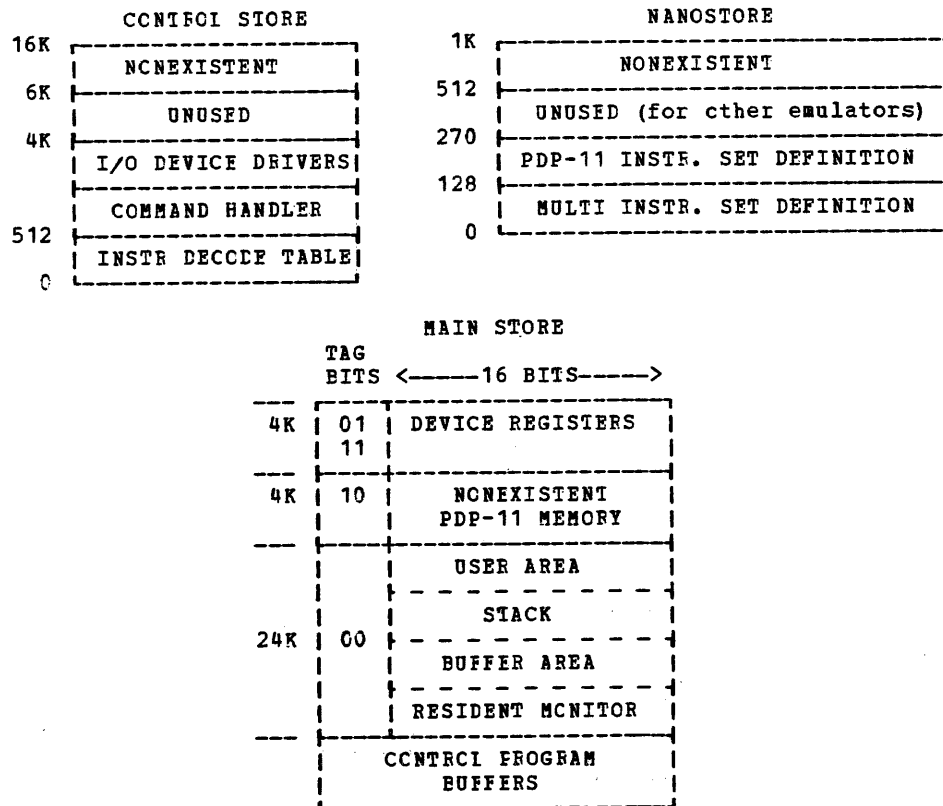 CONTROL STORE
16K
NONEXISTENT
6K
UNUSED
4K
I/O DEVICE DRIVERS
COMMAND HANDLER
512
INSTR DECODE TABLE
0
NANOSTORE
1K
NONEXISTENT
512
UNUSED (for other emulators)
270
PDP-11 INSTR. SET DEFINITION
128
MULTI INSTR. SET DEFINITION
0
MAIN STORE
TAG
BITS <-----16 BITS----->
4K 01 DEVICE REGISTERS
11
4K 10 NONEXISTENT
PDP-11 MEMORY
USER AREA
STACK
24K 00
BUFFER AREA
RESIDENT MONITOR
CONTROL PROGRAM
BUFFERS